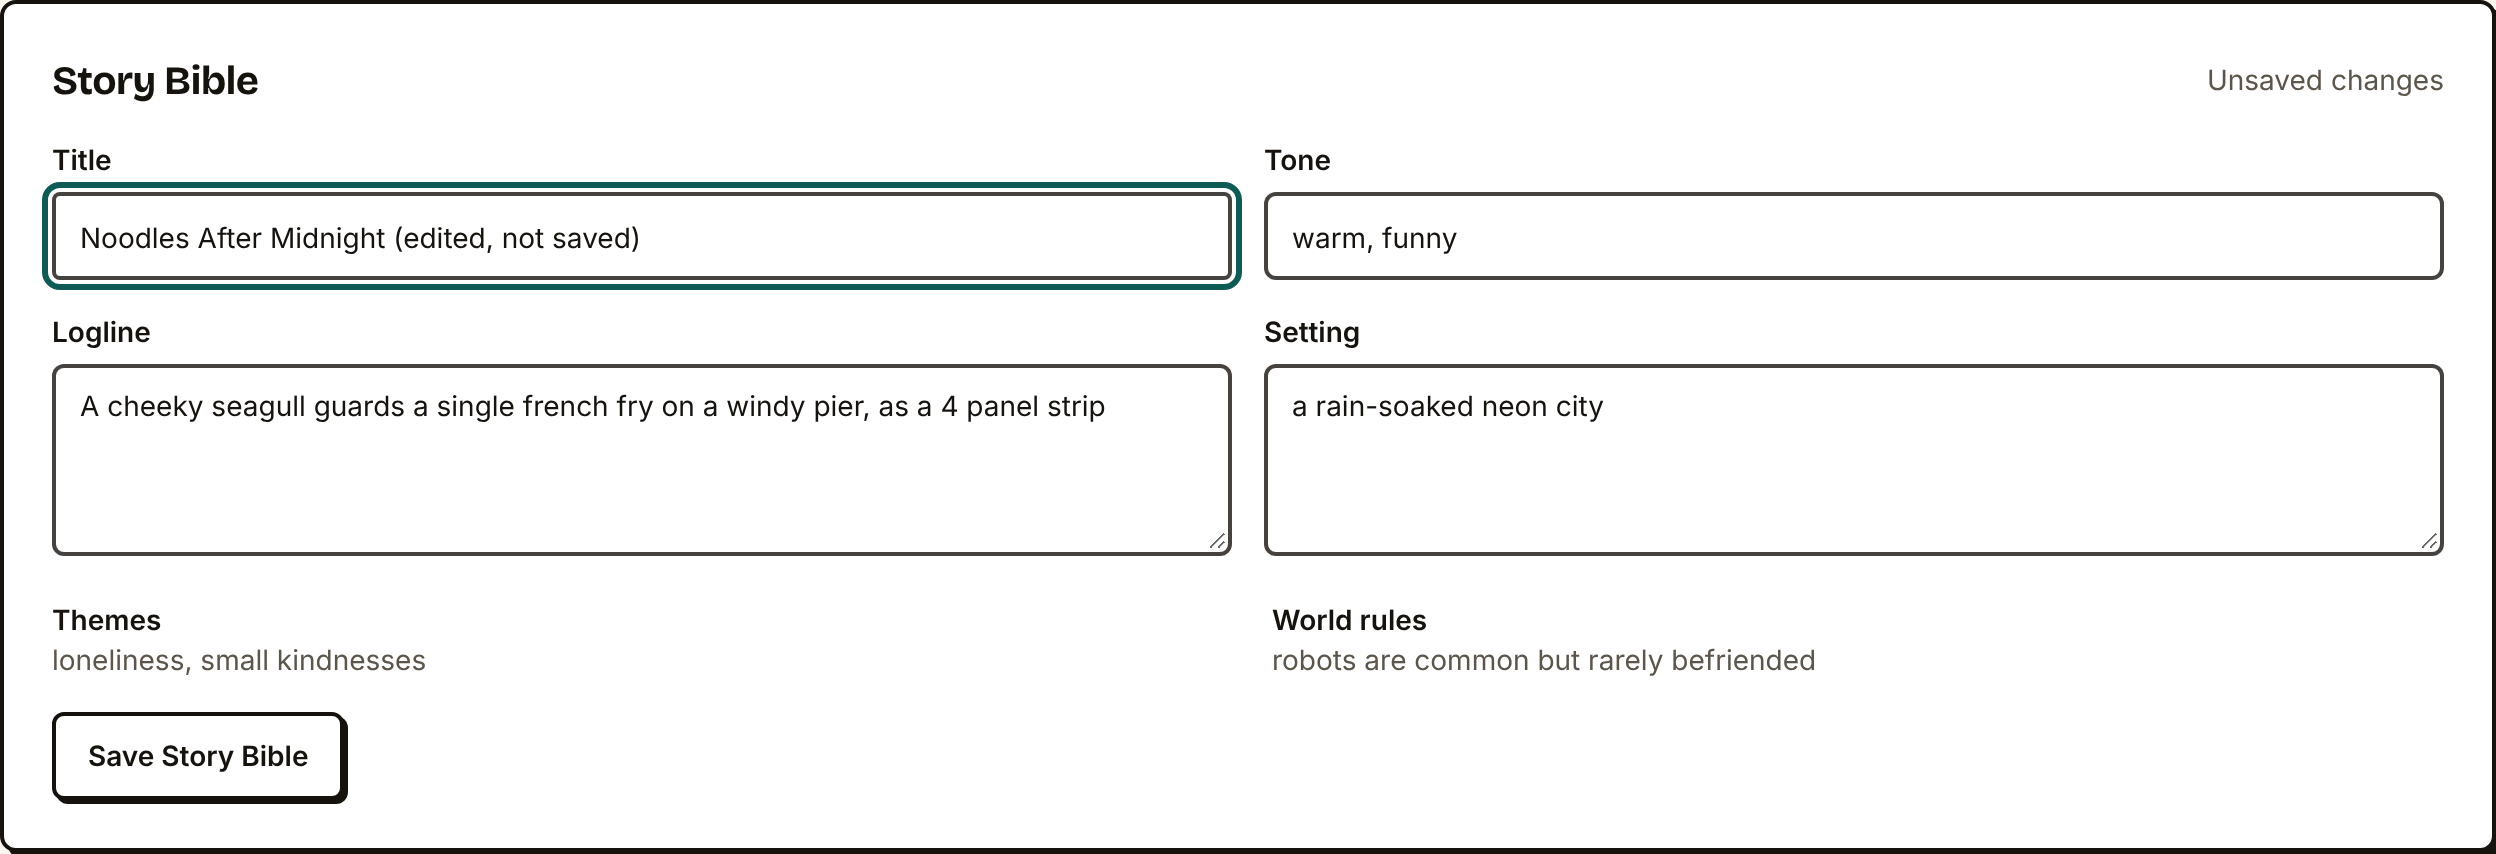 Story Bible
Unsaved changes
Title
Noodles After Midnight (edited, not saved)
Tone
warm, funny
Logline
A cheeky seagull guards a single french fry on a windy pier, as a 4 panel strip
Setting
a rain-soaked neon city
Themes
loneliness, small kindnesses
World rules
robots are common but rarely befriended
Save Story Bible